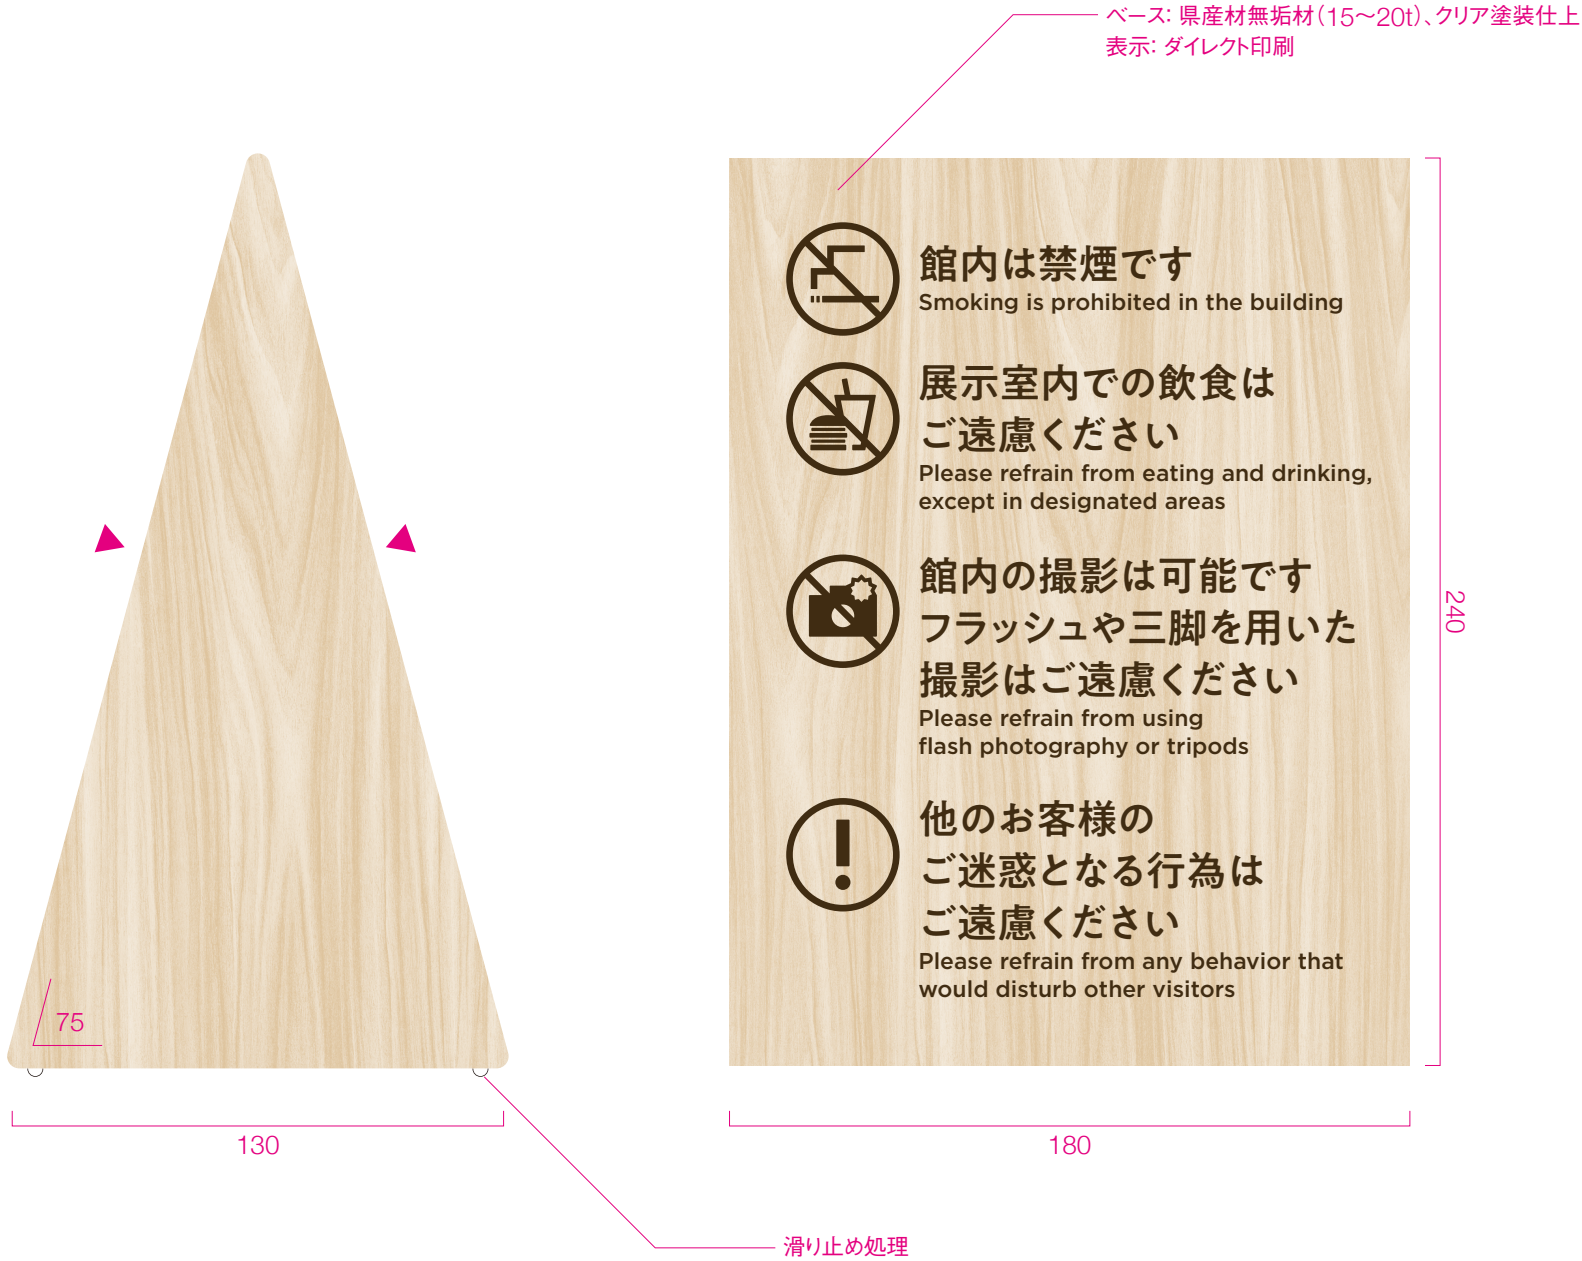 ベース：県産材無垢材（15〜20t）、クリア塗装仕上
表示：ダイレクト印刷
館内は禁煙です
Smoking is prohibited in the building
展示室内での飲食は
ご遠慮ください
Please refrain from eating and drinking,
except in designated areas
館内の撮影は可能です
フラッシュや三脚を用いた
撮影はご遠慮ください
Please refrain from using
flash photography or tripods
他のお客様の
ご迷惑となる行為は
ご遠慮ください
Please refrain from any behavior that
would disturb other visitors
240
75
130
180
滑り止め処理